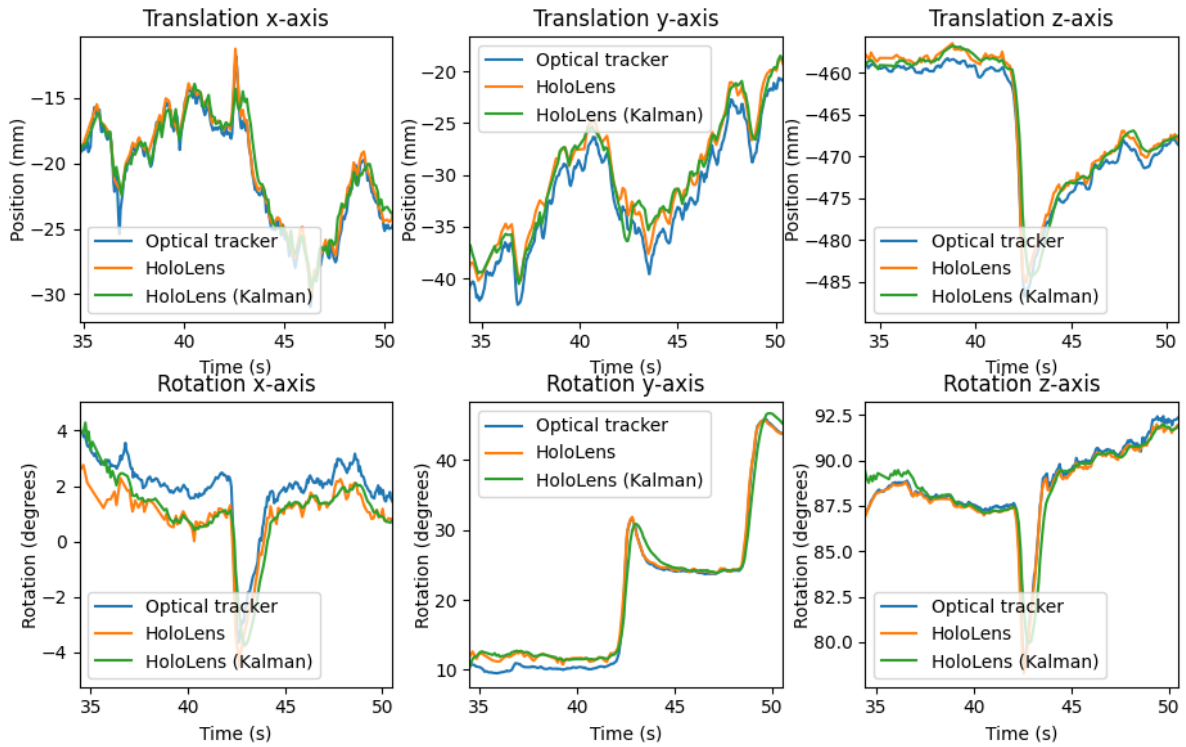 Translation x-axis
Position (mm)
−15
−20
−25
−30
Optical tracker
HoloLens
HoloLens (Kalman)
35 40 45 50
Time (s)
Translation y-axis
Position (mm)
−20
−25
−30
−35
−40
Optical tracker
HoloLens
HoloLens (Kalman)
35 40 45 50
Time (s)
Translation z-axis
Position (mm)
−460
−465
−470
−475
−480
−485
Optical tracker
HoloLens
HoloLens (Kalman)
35 40 45 50
Time (s)
Rotation x-axis
Rotation (degrees)
4
2
0
−2
−4
Optical tracker
HoloLens
HoloLens (Kalman)
35 40 45 50
Time (s)
Rotation y-axis
Rotation (degrees)
40
30
20
10
Optical tracker
HoloLens
HoloLens (Kalman)
35 40 45 50
Time (s)
Rotation z-axis
Rotation (degrees)
92.5
90.0
87.5
85.0
82.5
80.0
Optical tracker
HoloLens
HoloLens (Kalman)
35 40 45 50
Time (s)